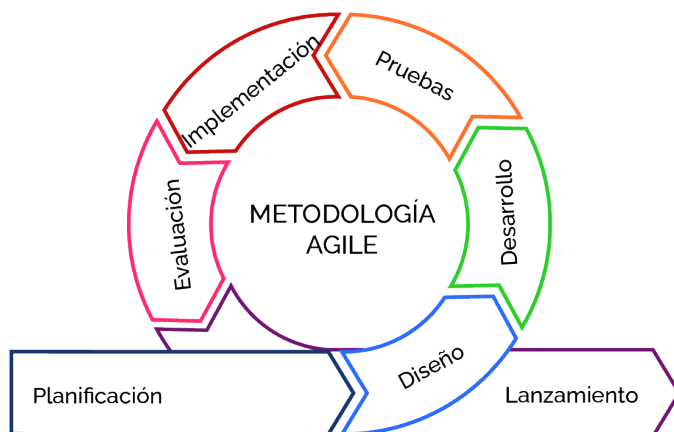 Implementación
Pruebas
Evaluación
METODOLOGÍA
AGILE
Desarrollo
Planificación
Diseño
Lanzamiento